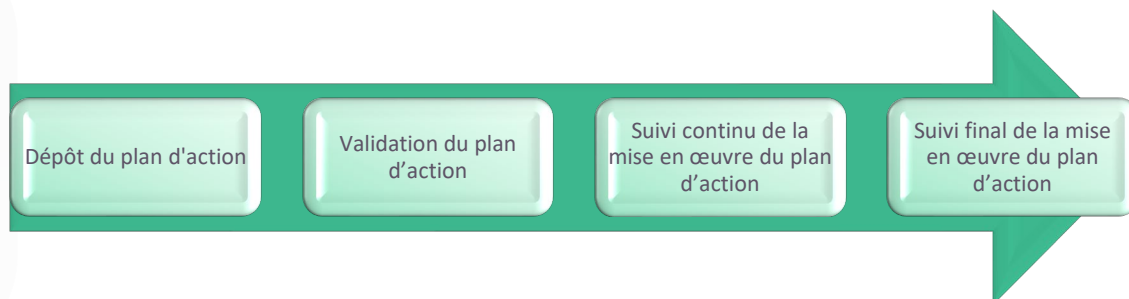 Dépôt du plan d'action
Validation du plan
d’action
Suivi continu de la
mise en œuvre du plan
d’action
Suivi final de la mise
en œuvre du plan
d’action